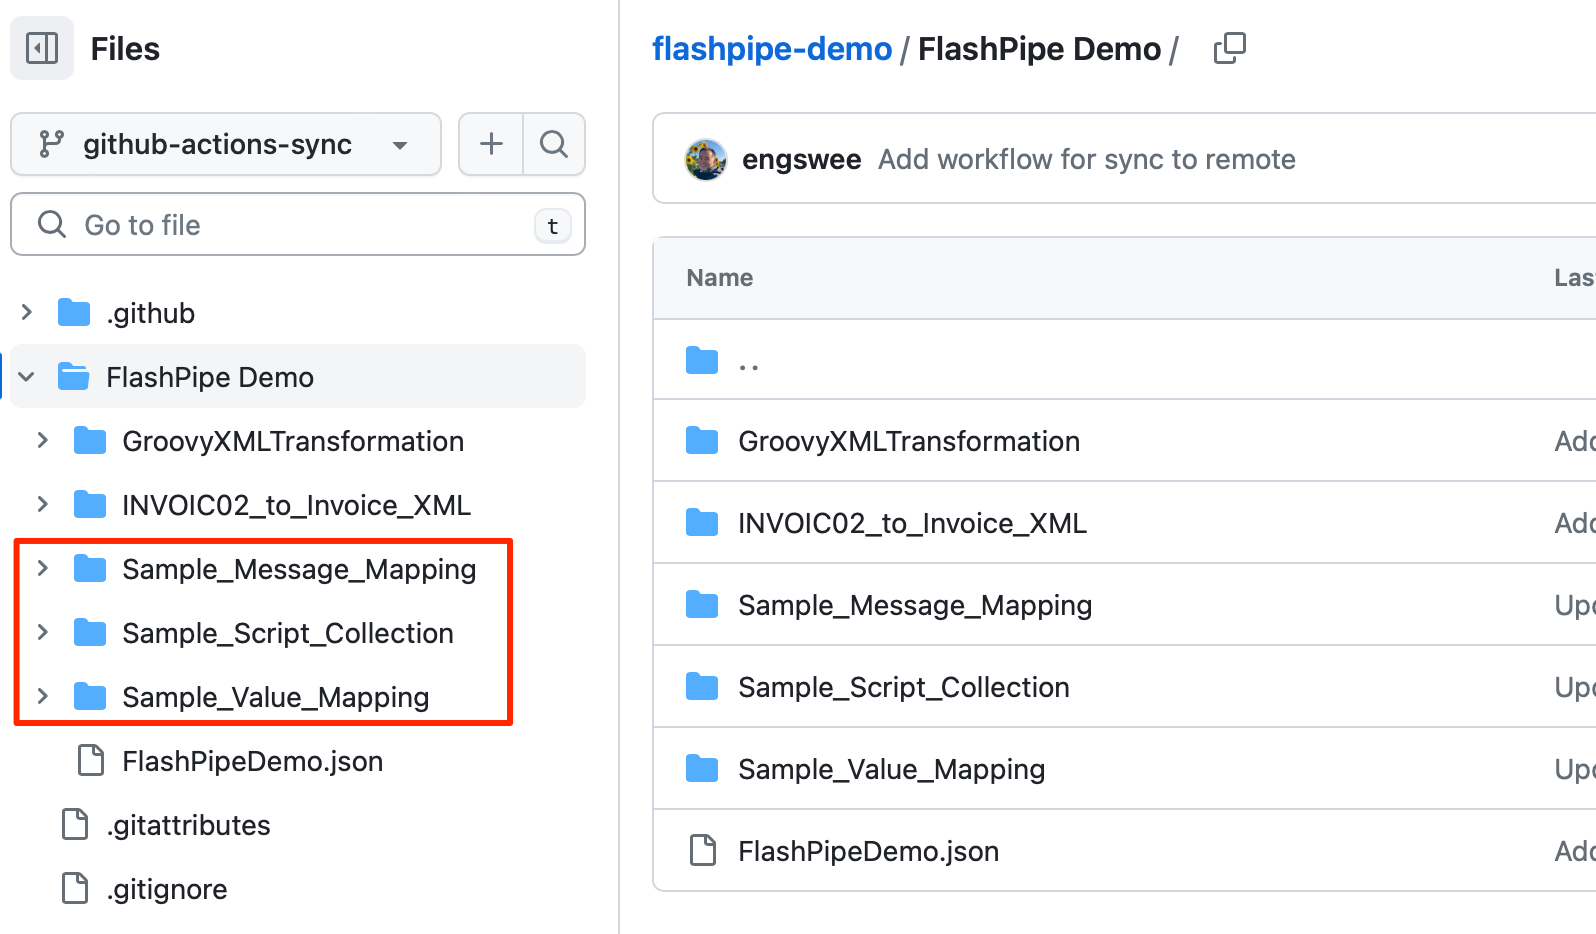 Files
github-actions-sync
Go to file
t
.github
FlashPipe Demo
GroovyXMLTransformation
INVOIC02_to_Invoice_XML
Sample_Message_Mapping
Sample_Script_Collection
Sample_Value_Mapping
FlashPipeDemo.json
.gitattributes
.gitignore
flashpipe-demo / FlashPipe Demo /
engswee Add workflow for sync to remote
Name Las
..
GroovyXMLTransformation Add
INVOIC02_to_Invoice_XML Add
Sample_Message_Mapping Upd
Sample_Script_Collection Upd
Sample_Value_Mapping Upd
FlashPipeDemo.json Add